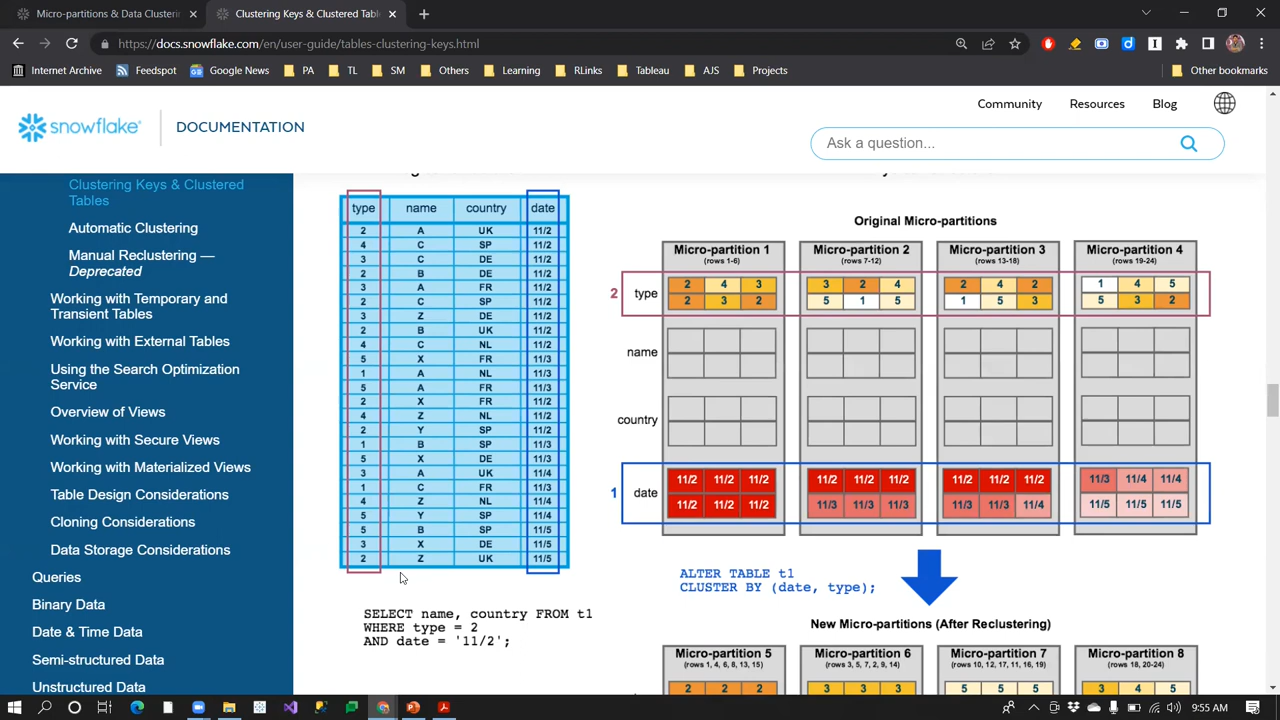 Micro-partitions & Data Clusterin
Clustering Keys & Clustered Tabl
https://docs.snowflake.com/en/user-guide/tables-clustering-keys.html
Internet Archive
Feedspot
Google News
PA
TL
SM
Others
Learning
RLinks
Tableau
AJS
Projects
Other bookmarks
Community
Resources
Blog
snowflake
DOCUMENTATION
Ask a question...
Clustering Keys & Clustered
Tables
Automatic Clustering
Manual Reclustering —
Deprecated
Working with Temporary and
Transient Tables
Working with External Tables
Using the Search Optimization
Service
Overview of Views
Working with Secure Views
Working with Materialized Views
Table Design Considerations
Cloning Considerations
Data Storage Considerations
Queries
Binary Data
Date & Time Data
Semi-structured Data
Unstructured Data
type name country date
2 A UK 11/2
4 C SP 11/2
3 C DE 11/2
2 B DE 11/2
3 A FR 11/2
2 C SP 11/2
3 Z DE 11/2
2 B UK 11/2
4 C NL 11/2
5 X FR 11/3
1 A NL 11/3
5 A FR 11/3
2 X FR 11/2
4 Z NL 11/2
2 Y SP 11/2
1 B SP 11/3
5 X DE 11/3
3 A UK 11/4
1 C FR 11/3
4 Z NL 11/4
5 Y SP 11/4
5 B SP 11/5
3 X DE 11/5
2 Z UK 11/5
SELECT name, country FROM t1
WHERE type = 2
AND date = '11/2';
Original Micro-partitions
Micro-partition 1 Micro-partition 2 Micro-partition 3 Micro-partition 4
(rows 1-6) (rows 7-12) (rows 13-18) (rows 19-24)
2 4 3 3 2 4 2 4 2 1 4 5
2 type
2 3 2 5 1 5 1 5 3 5 3 2
name
country
11/2 11/2 11/2 11/2 11/2 11/2 11/2 11/2 11/2 11/3 11/4 11/4
1 date
11/2 11/2 11/2 11/3 11/3 11/3 11/3 11/3 11/4 11/5 11/5 11/5
ALTER TABLE t1
CLUSTER BY (date, type);
New Micro-partitions (After Reclustering)
Micro-partition 5 Micro-partition 6 Micro-partition 7 Micro-partition 8
(rows 1, 4, 6, 8, 13, 15) (rows 3, 5, 7, 2, 9, 14) (rows 10, 12, 17, 11, 16, 19) (rows 18, 20-24)
2 2 2 3 3 3 5 5 5 3 4 5
9:55 AM